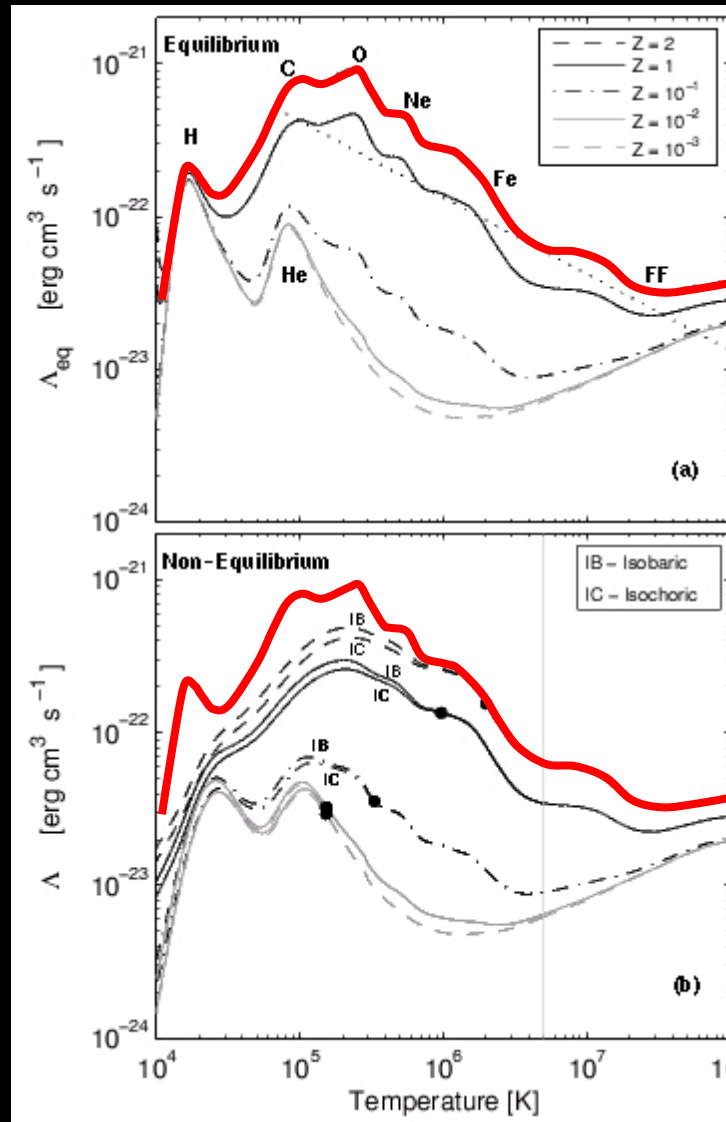 Equilibrium
Z = 2
Z = 1
Z = 10⁻¹
Z = 10⁻²
Z = 10⁻³
H
C
O
Ne
Fe
He
FF
(a)
10⁻²¹
10⁻²²
10⁻²³
10⁻²⁴
Λeq [erg cm³ s⁻¹]
Non-Equilibrium
IB – Isobaric
IC – Isochoric
IB
IC
IB
IC
IB
IC
(b)
10⁻²¹
10⁻²²
10⁻²³
10⁻²⁴
Λ [erg cm³ s⁻¹]
10⁴ 10⁵ 10⁶ 10⁷
Temperature [K]